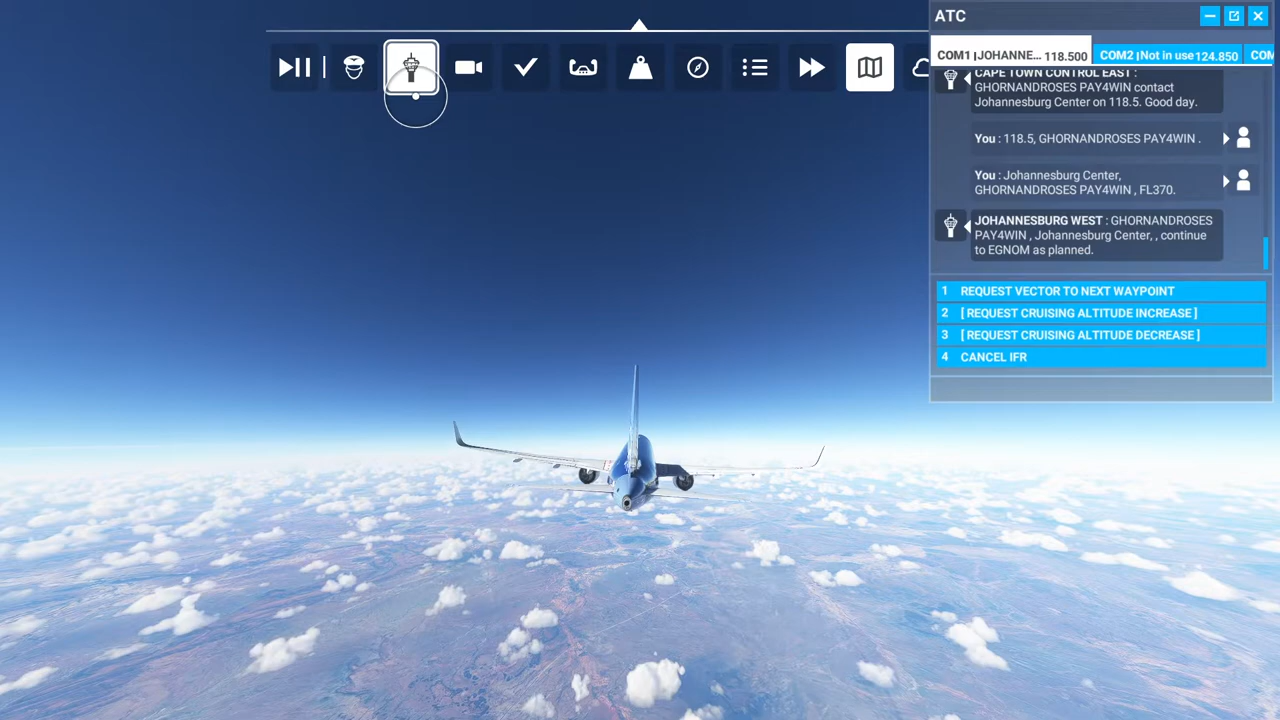 ATC
COM1 | JOHANNE... 118.500
COM2 | Not in use 124.850
COM
CAPE TOWN CONTROL EAST :
GHORNANDROSES PAY4WIN contact
Johannesburg Center on 118.5. Good day.
You : 118.5, GHORNANDROSES PAY4WIN .
You : Johannesburg Center,
GHORNANDROSES PAY4WIN , FL370.
JOHANNESBURG WEST : GHORNANDROSES
PAY4WIN , Johannesburg Center, , continue
to EGNOM as planned.
1 REQUEST VECTOR TO NEXT WAYPOINT
2 [ REQUEST CRUISING ALTITUDE INCREASE ]
3 [ REQUEST CRUISING ALTITUDE DECREASE ]
4 CANCEL IFR